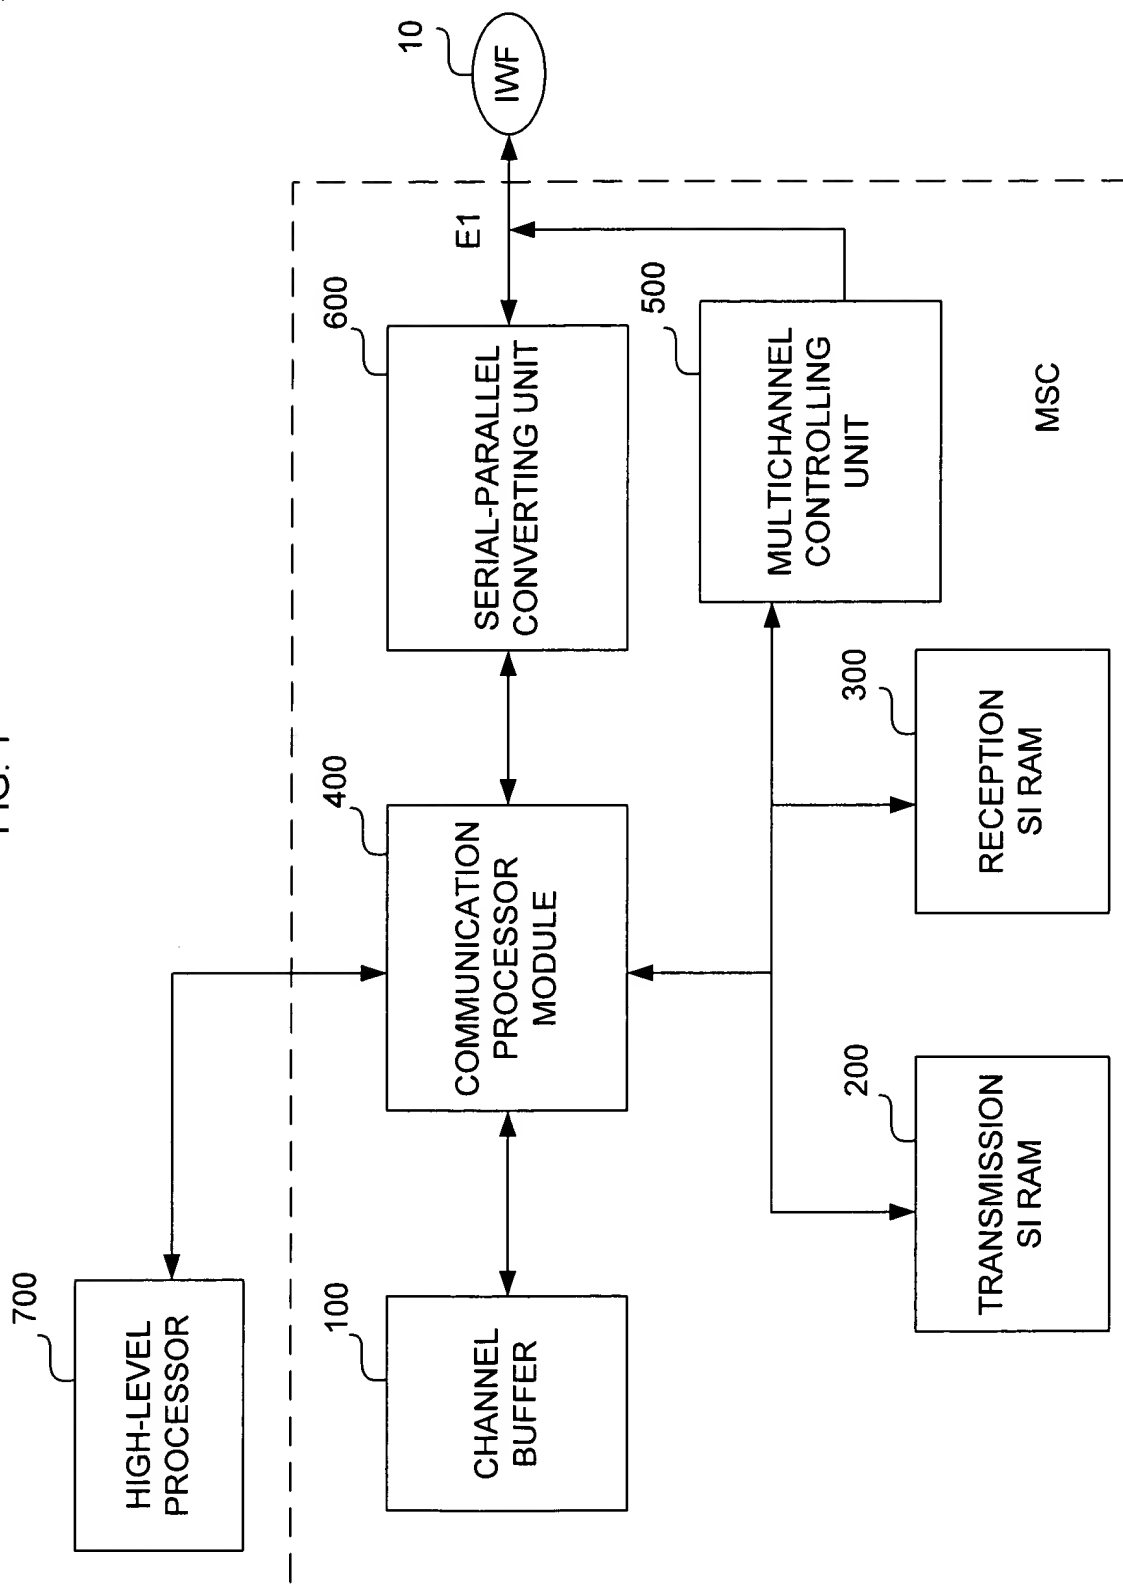 FIG. 1
700
HIGH-LEVEL
PROCESSOR
100
CHANNEL
BUFFER
400
COMMUNICATION
PROCESSOR
MODULE
600
SERIAL-PARALLEL
CONVERTING UNIT
E1
10
IWF
500
MULTICHANNEL
CONTROLLING
UNIT
200
TRANSMISSION
SI RAM
300
RECEPTION
SI RAM
MSC